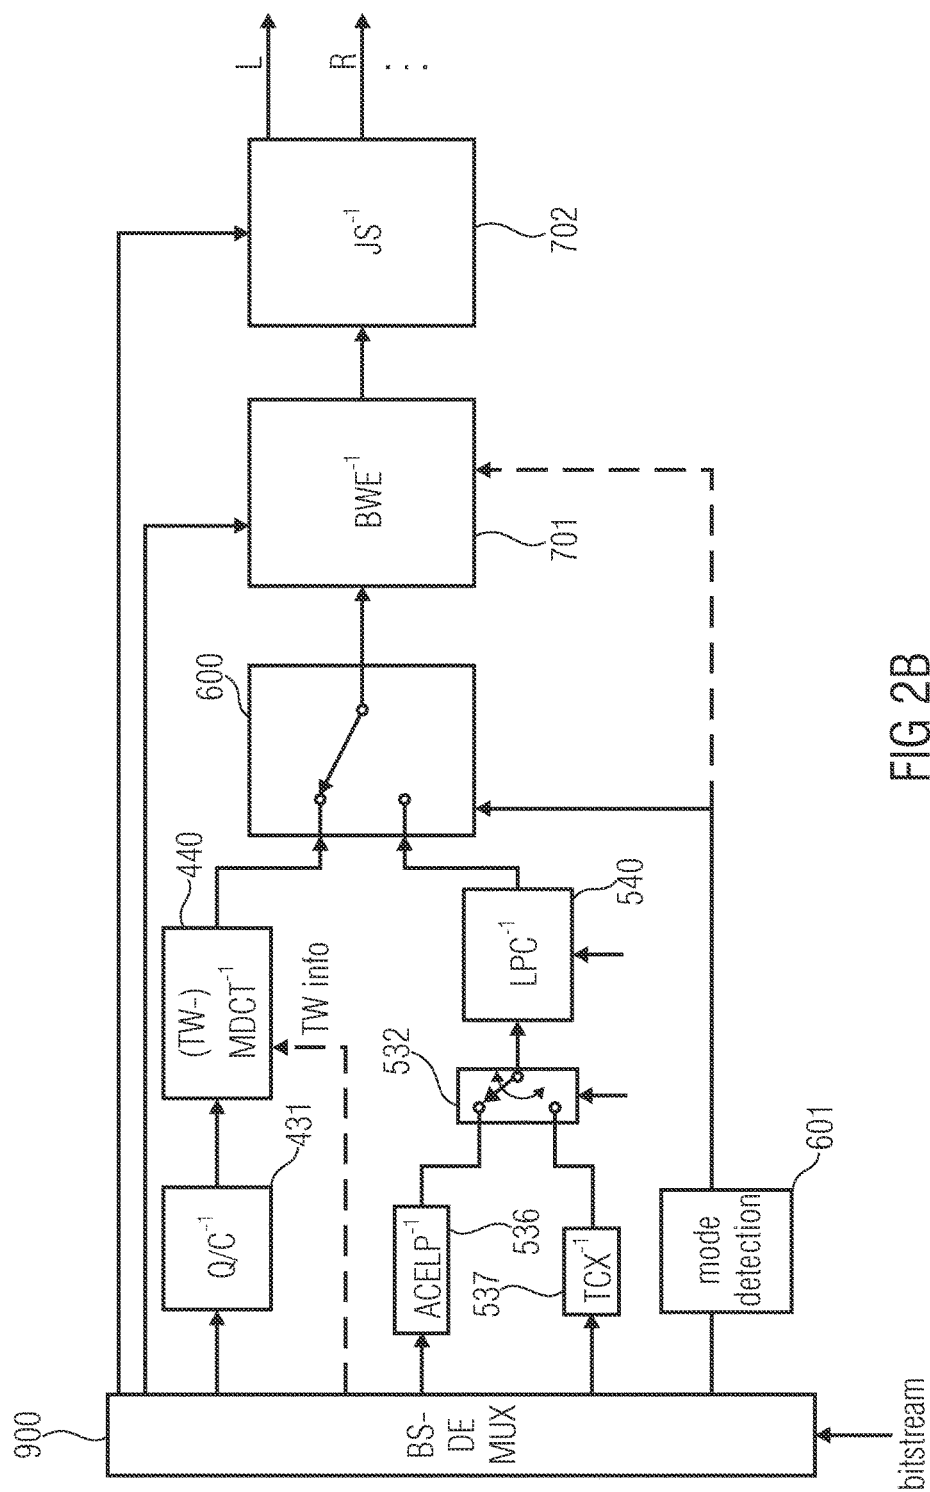 bitstream
900
BS-
DE
MUX
Q/C⁻¹
431
(TW-)
MDCT⁻¹
440
TW info
ACELP⁻¹
536
537
TCX⁻¹
532
LPC⁻¹
540
mode
detection
601
600
BWE⁻¹
701
JS⁻¹
702
L
R
. . .
FIG 2B